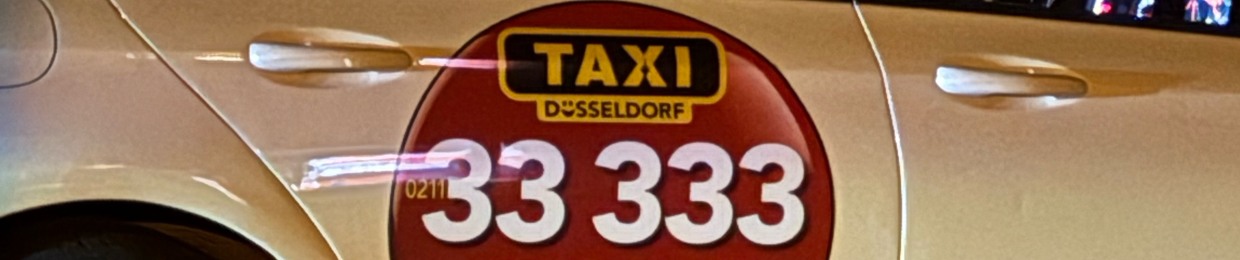 TAXI
DÜSSELDORF
0211 33 333